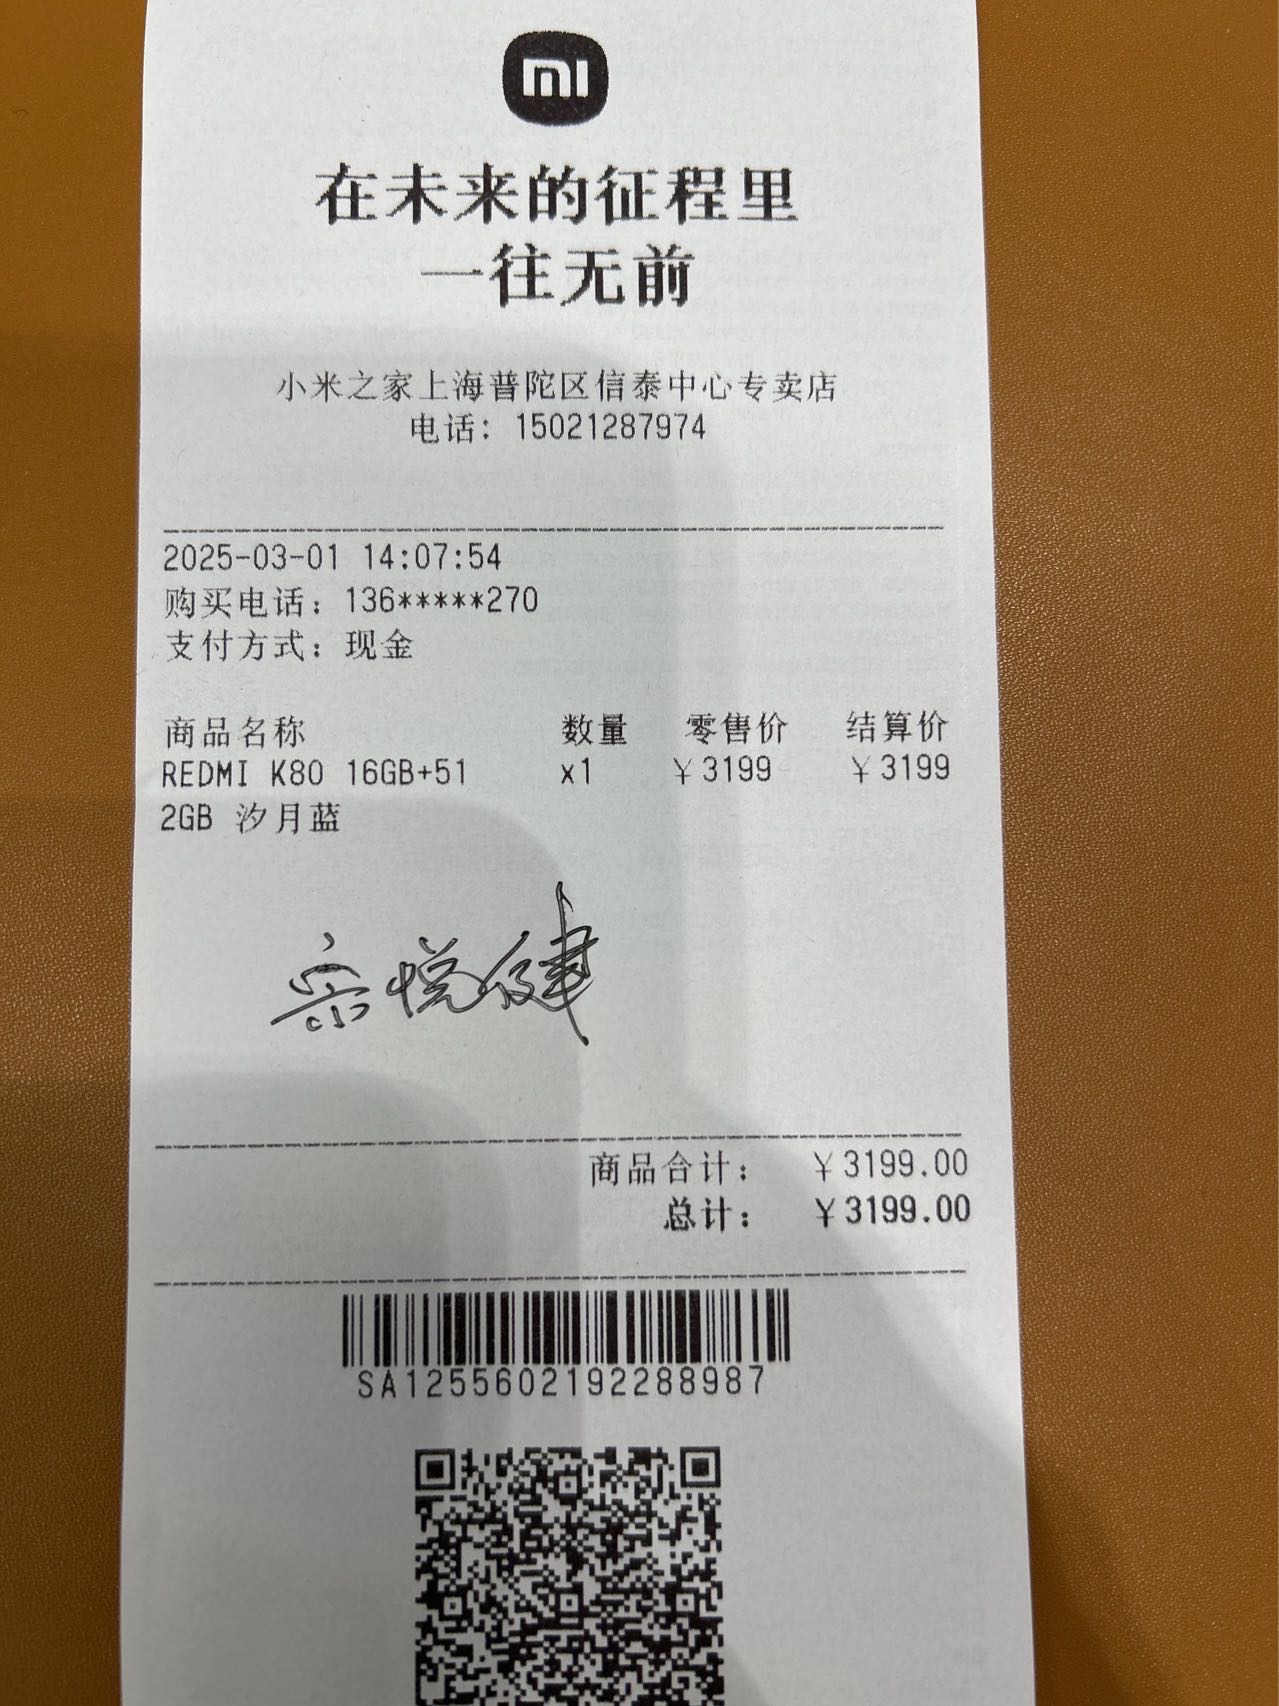 mi
在未来的征程里
一往无前
小米之家上海普陀区信泰中心专卖店
电话：15021287974
2025-03-01 14:07:54
购买电话：136*****270
支付方式：现金
商品名称 数量 零售价 结算价
REDMI K80 16GB+51 x1 ￥3199 ￥3199
2GB 汐月蓝
宗悦健
商品合计： ￥3199.00
总计： ￥3199.00
SA1255602192288987